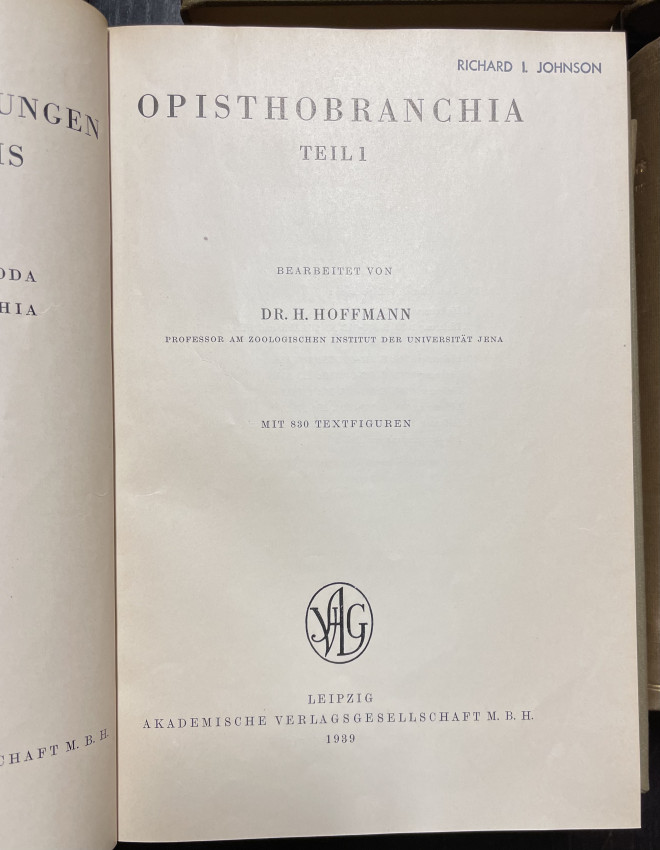 UNGEN
IS
ODA
HIA
CHAFT M. B. H.
RICHARD I. JOHNSON
OPISTHOBRANCHIA
TEIL 1
BEARBEITET VON
DR. H. HOFFMANN
PROFESSOR AM ZOOLOGISCHEN INSTITUT DER UNIVERSITÄT JENA
MIT 830 TEXTFIGUREN
LEIPZIG
AKADEMISCHE VERLAGSGESELLSCHAFT M. B. H.
1939